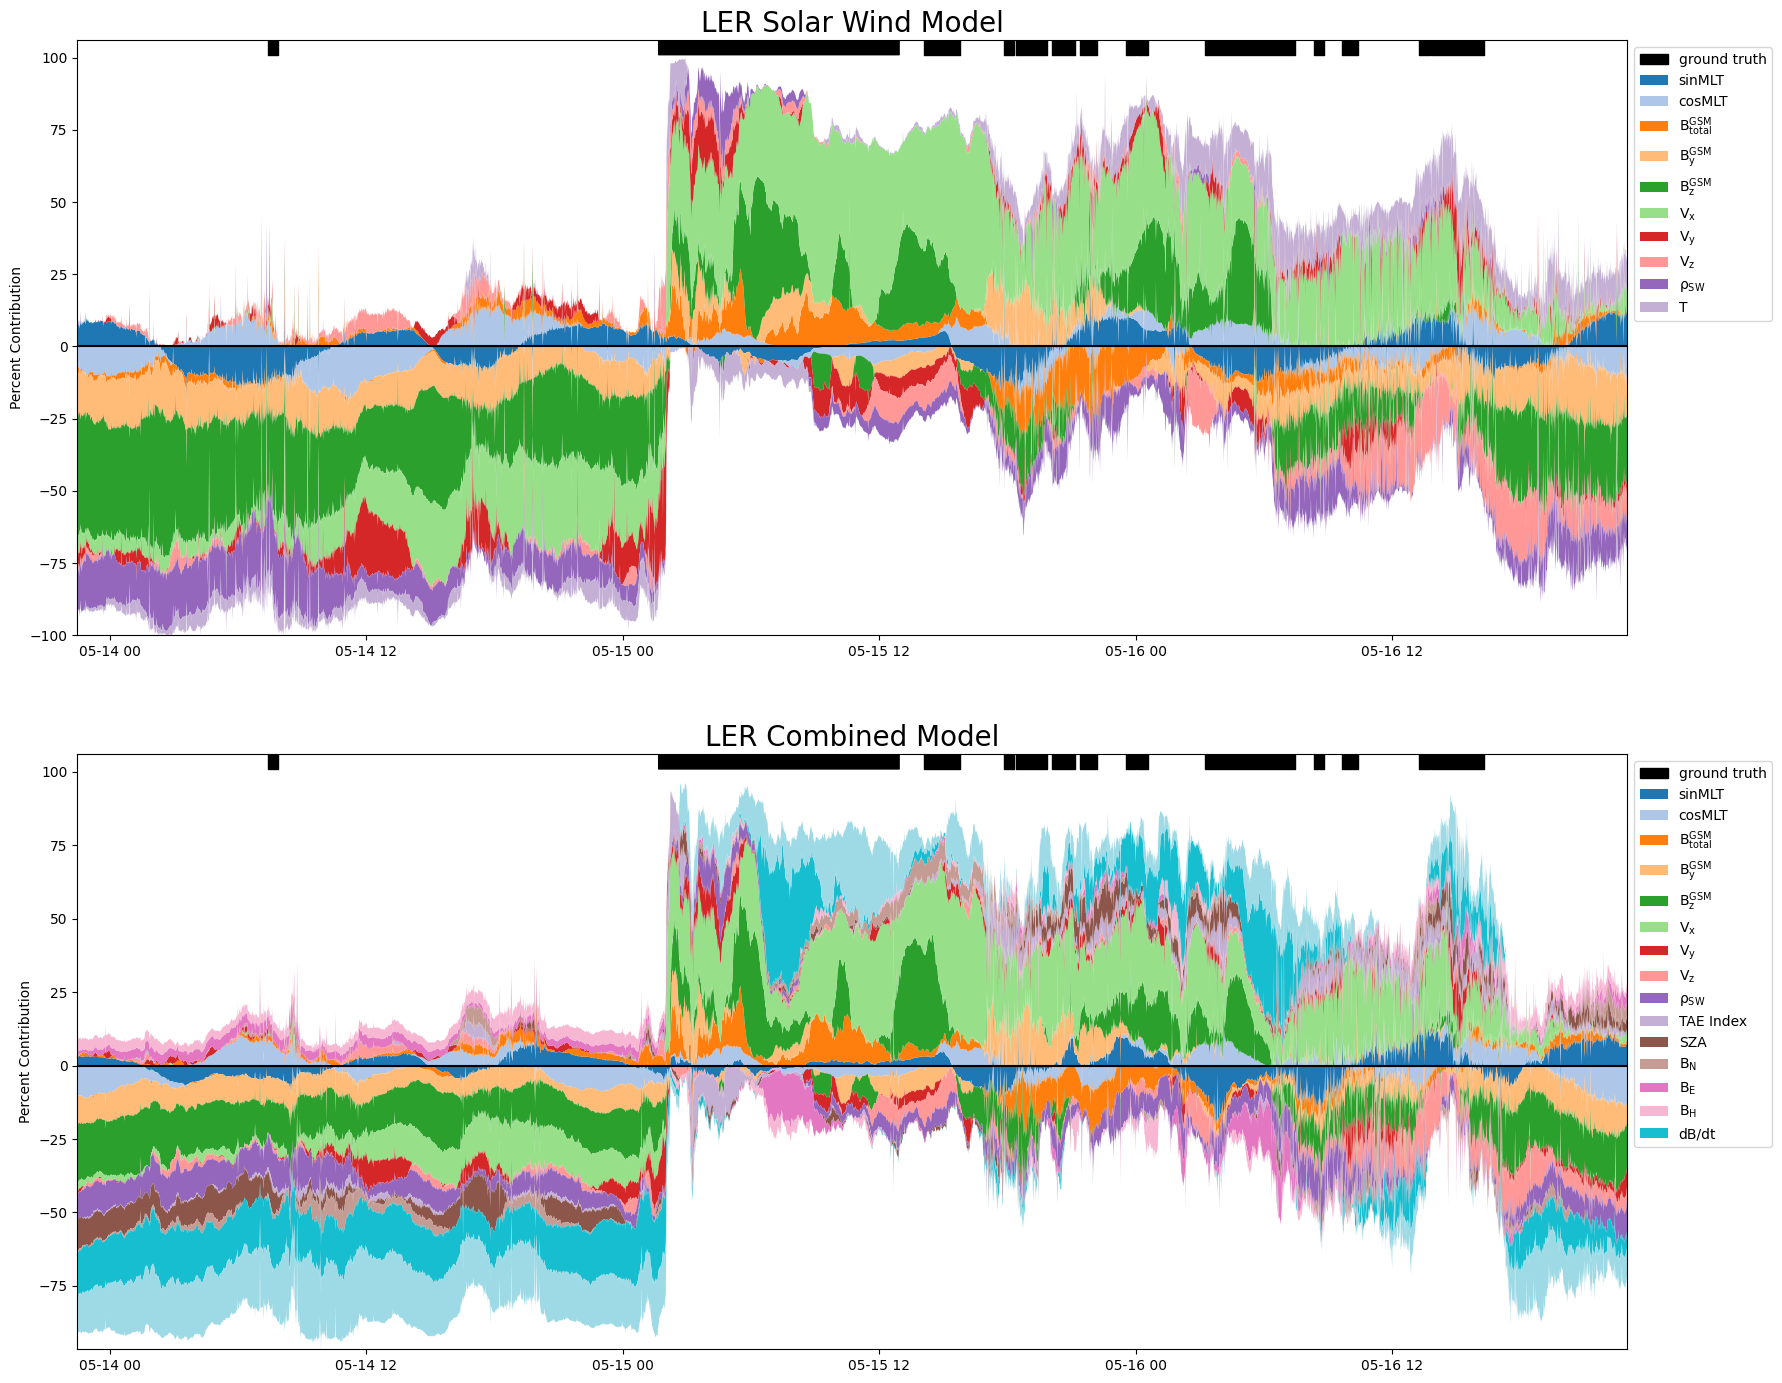 LER Solar Wind Model
100
75
50
25
0
−25
−50
−75
−100
Percent Contribution
05-14 00
05-14 12
05-15 00
05-15 12
05-16 00
05-16 12
ground truth
sinMLT
cosMLT
B_total^GSM
B_y^GSM
B_z^GSM
V_x
V_y
V_z
ρ_SW
T
LER Combined Model
100
75
50
25
0
−25
−50
−75
Percent Contribution
05-14 00
05-14 12
05-15 00
05-15 12
05-16 00
05-16 12
ground truth
sinMLT
cosMLT
B_total^GSM
B_y^GSM
B_z^GSM
V_x
V_y
V_z
ρ_SW
TAE Index
SZA
B_N
B_E
B_H
dB/dt